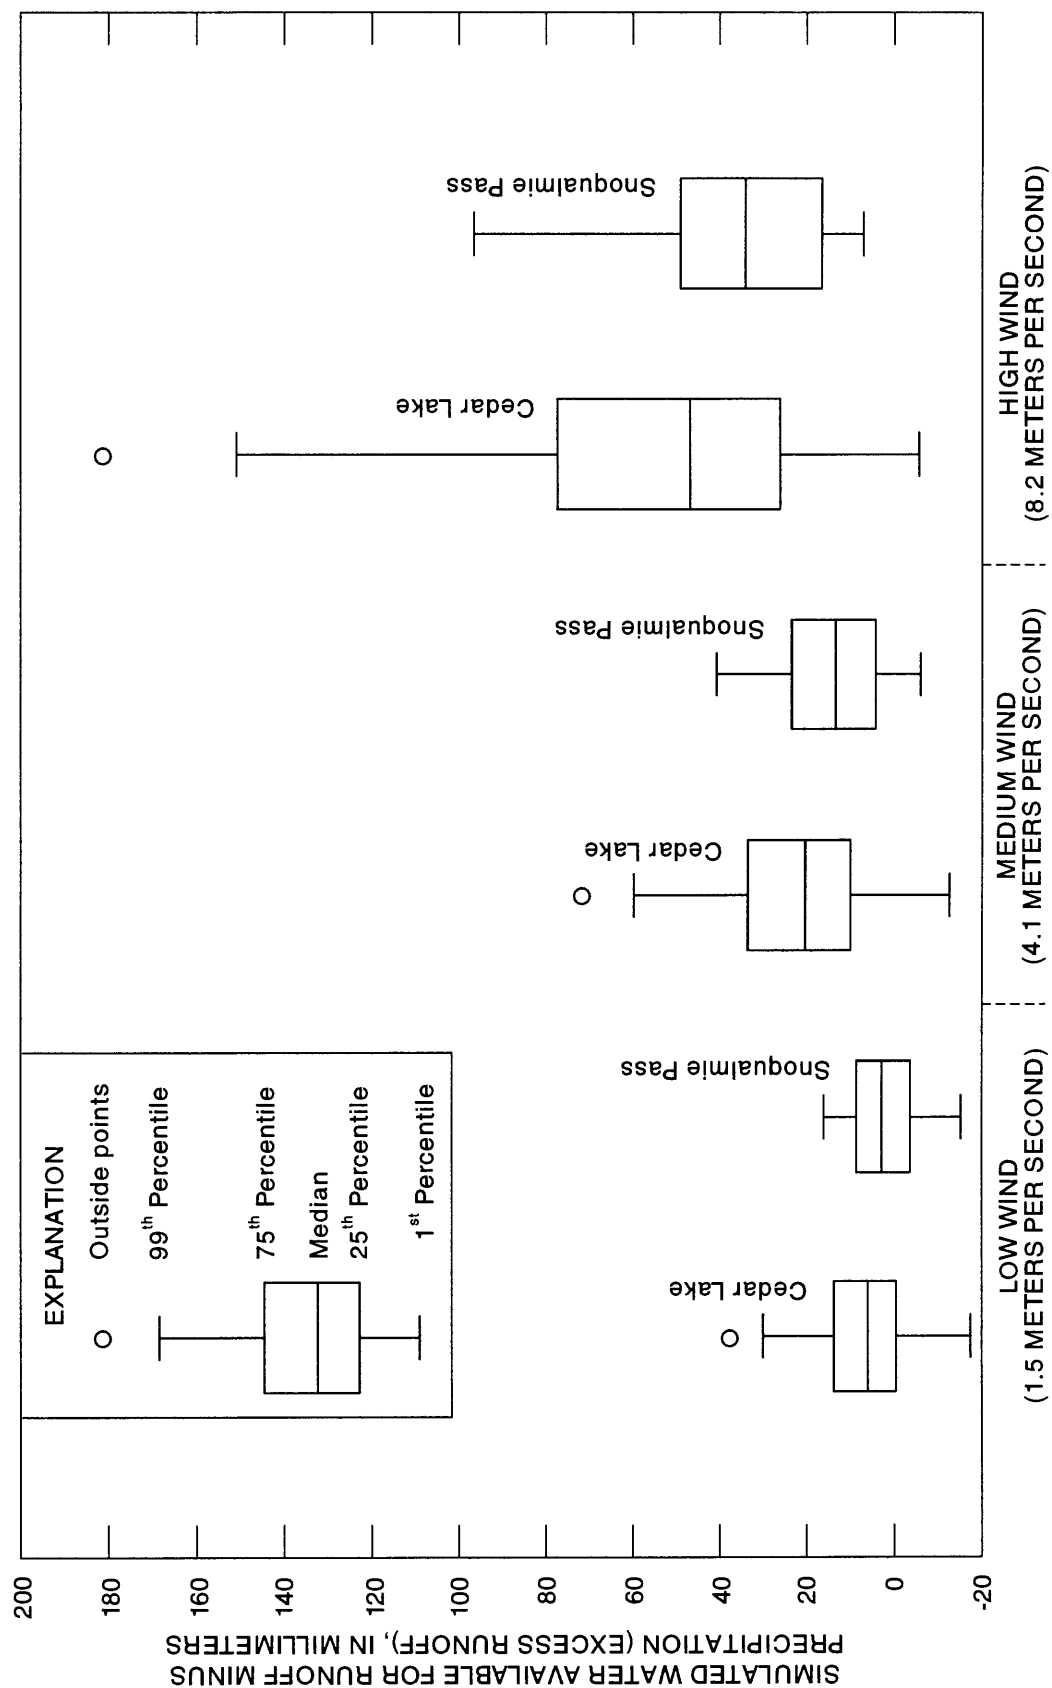 SIMULATED WATER AVAILABLE FOR RUNOFF MINUS
PRECIPITATION (EXCESS RUNOFF), IN MILLIMETERS
200
180
160
140
120
100
80
60
40
20
0
-20
EXPLANATION
Outside points
99th Percentile
75th Percentile
Median
25th Percentile
1st Percentile
Cedar Lake
Snoqualmie Pass
Cedar Lake
Snoqualmie Pass
Cedar Lake
Snoqualmie Pass
LOW WIND
(1.5 METERS PER SECOND)
MEDIUM WIND
(4.1 METERS PER SECOND)
HIGH WIND
(8.2 METERS PER SECOND)